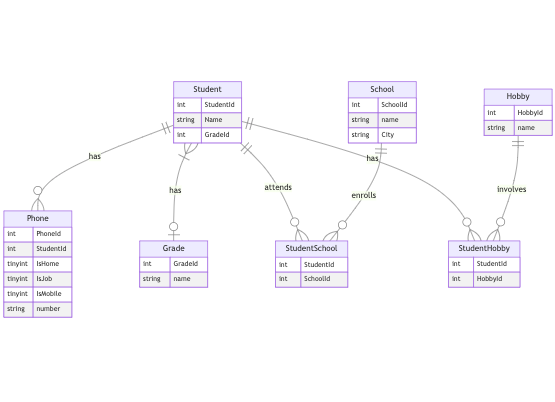 Student
int StudentId
string Name
int GradeId
School
int SchoolId
string name
string City
Hobby
int HobbyId
string name
has
has
has
attends
enrolls
involves
Phone
int PhoneId
int StudentId
tinyint IsHome
tinyint IsJob
tinyint IsMobile
string number
Grade
int GradeId
string name
StudentSchool
int StudentId
int SchoolId
StudentHobby
int StudentId
int HobbyId